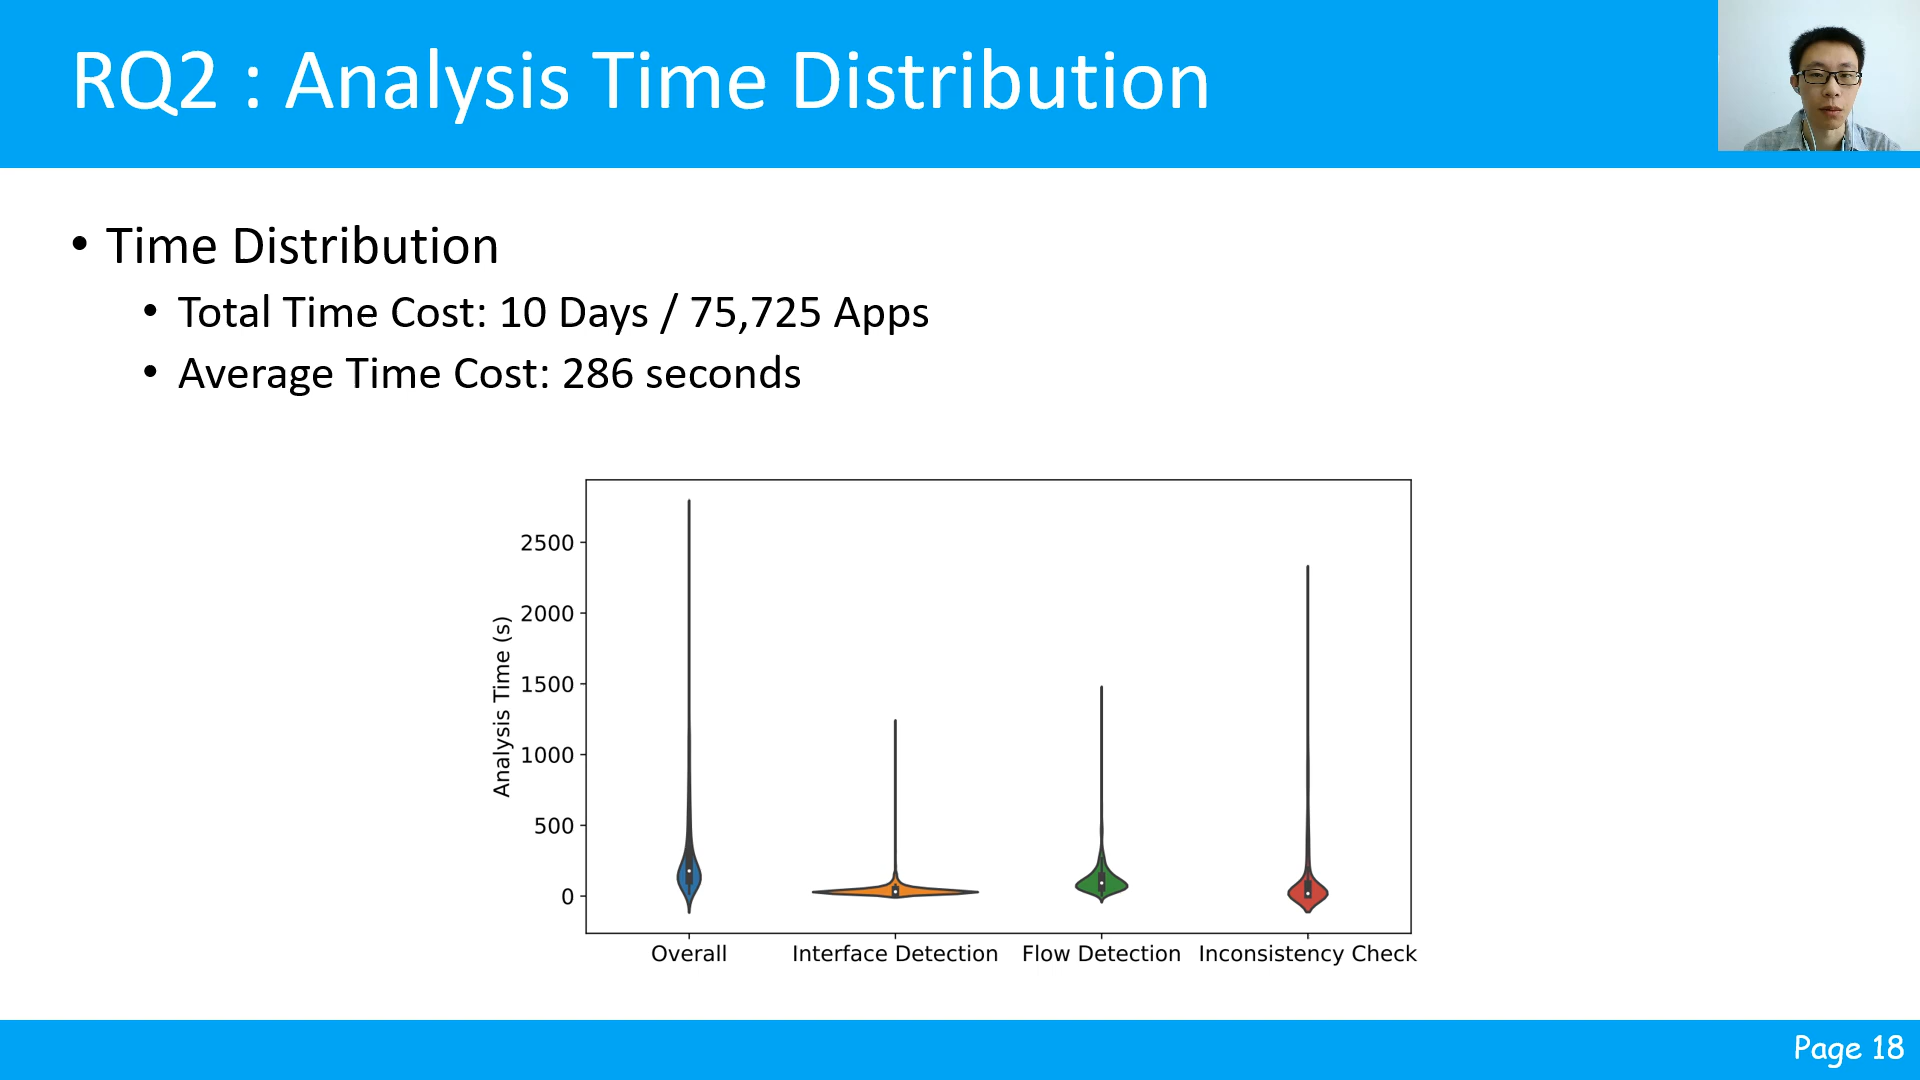 RQ2 : Analysis Time Distribution
• Time Distribution
• Total Time Cost: 10 Days / 75,725 Apps
• Average Time Cost: 286 seconds
Analysis Time (s)
2500
2000
1500
1000
500
0
Overall Interface Detection Flow Detection Inconsistency Check
Page 18